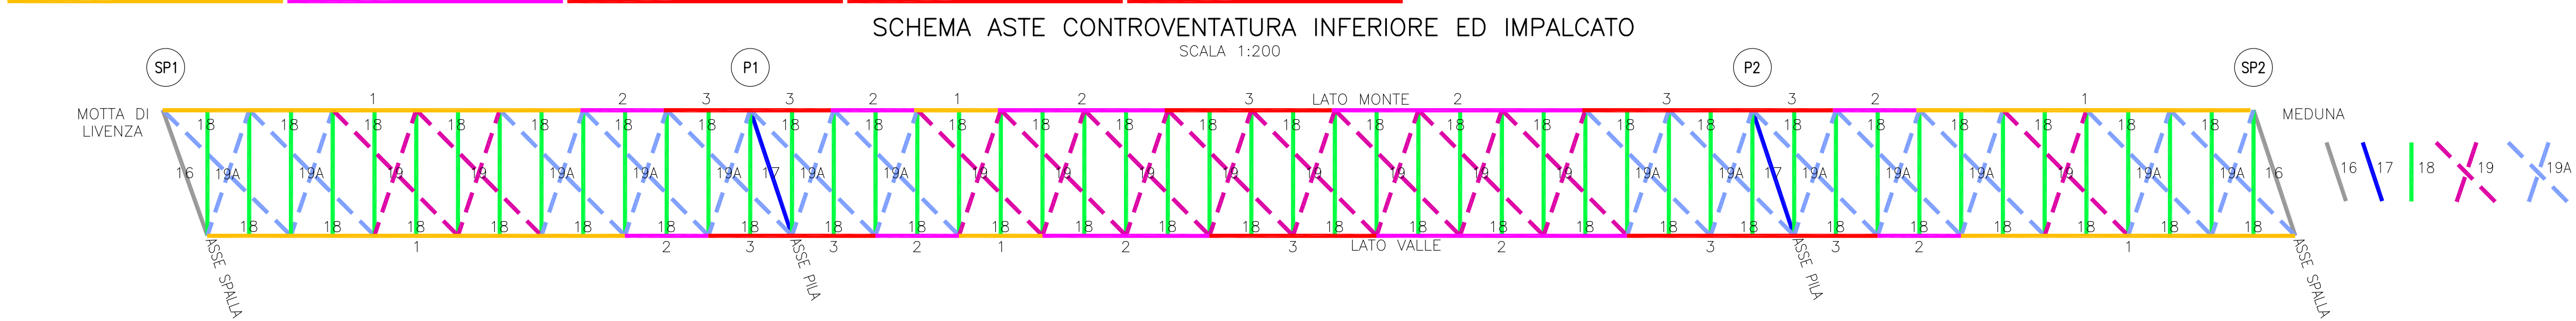 SCHEMA ASTE CONTROVENTATURA INFERIORE ED IMPALCATO
SCALA 1:200
SP1 P1 P2 SP2
1 2 3 3 2 1 2 3 LATO MONTE 2 3 3 2 1
MOTTA DI
LIVENZA
MEDUNA
18 18 18 18 18 18 18 18 18 18 18 18 18 18 18 18 18 18 18 18 18 18 18 18 18
16 19A 19A 19 19 19A 19A 19A 17 19A 19A 19 19 19 19 19 19 19 19 19A 19A 17 19A 19A 19A 19 19A 19A 16
16 17 18 19 19A
18 18 18 18 18 18 18 18 18 18 18 18 18 18 18 18 18 18 18 18 18 18 18 18 18
1 2 3 3 2 1 2 3 LATO VALLE 2 3 3 2 1
ASSE SPALLA
ASSE PILA
ASSE PILA
ASSE SPALLA